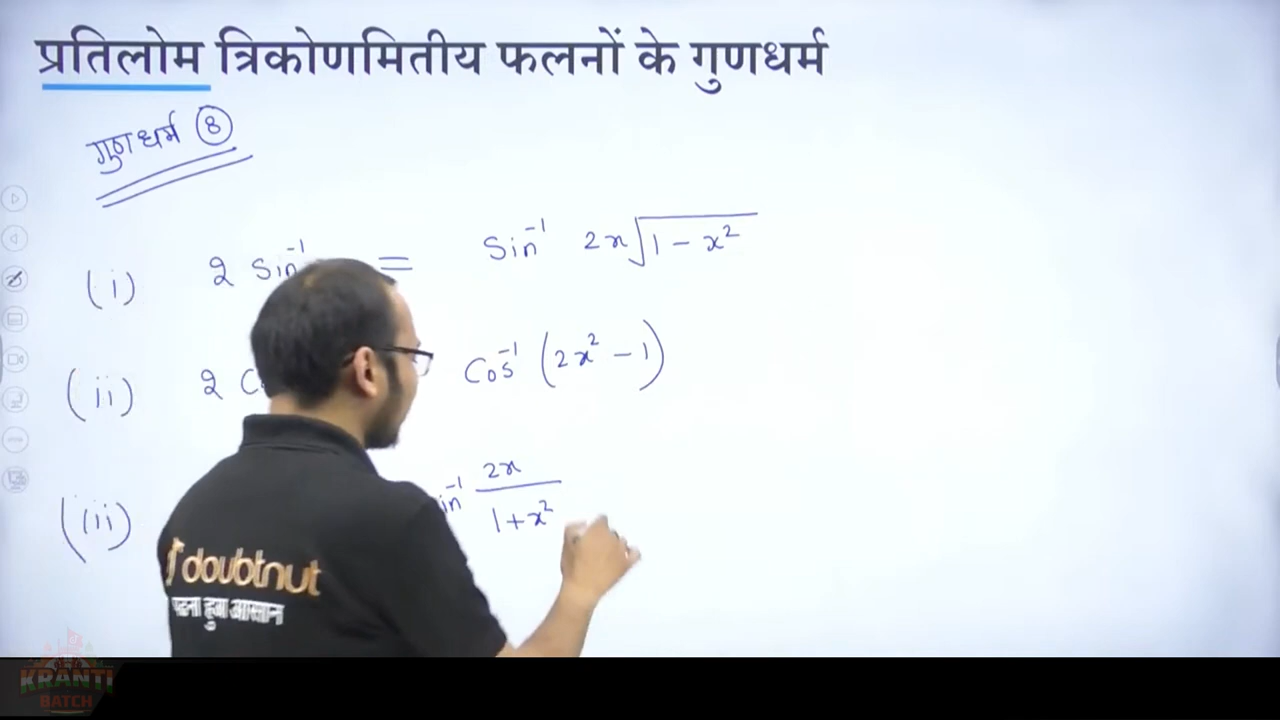 प्रतिलोम त्रिकोणमितीय फलनों के गुणधर्म
गुणधर्म (8)
(i) 2 Sin⁻¹ = Sin⁻¹ 2x√(1 - x²)
(ii) 2 C Cos⁻¹ (2x² - 1)
(iii) in⁻¹ 2x/(1+x²)
doubtnut
पढ़ना हुआ आसान
KRANTI
BATCH